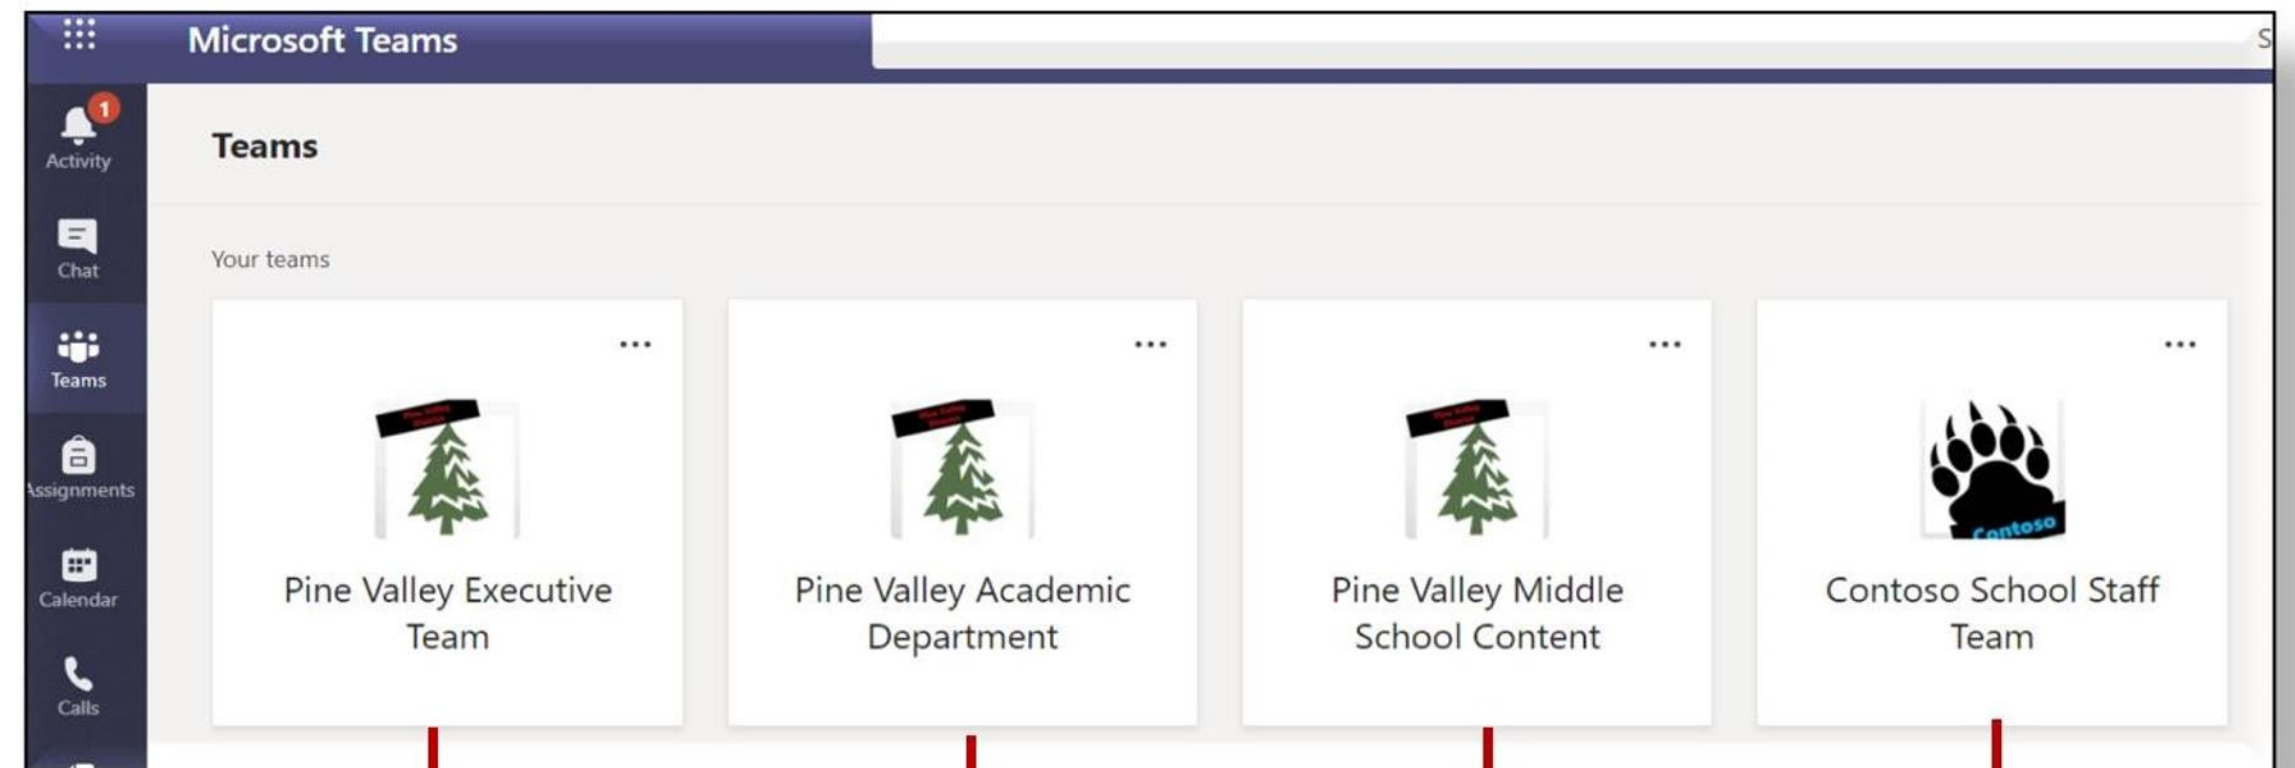 Microsoft Teams
S
1
Activity
Teams
Chat
Your teams
Teams
Assignments
Calendar
Calls
Pine Valley Executive
Team
Pine Valley Academic
Department
Pine Valley Middle
School Content
Contoso
Contoso School Staff
Team